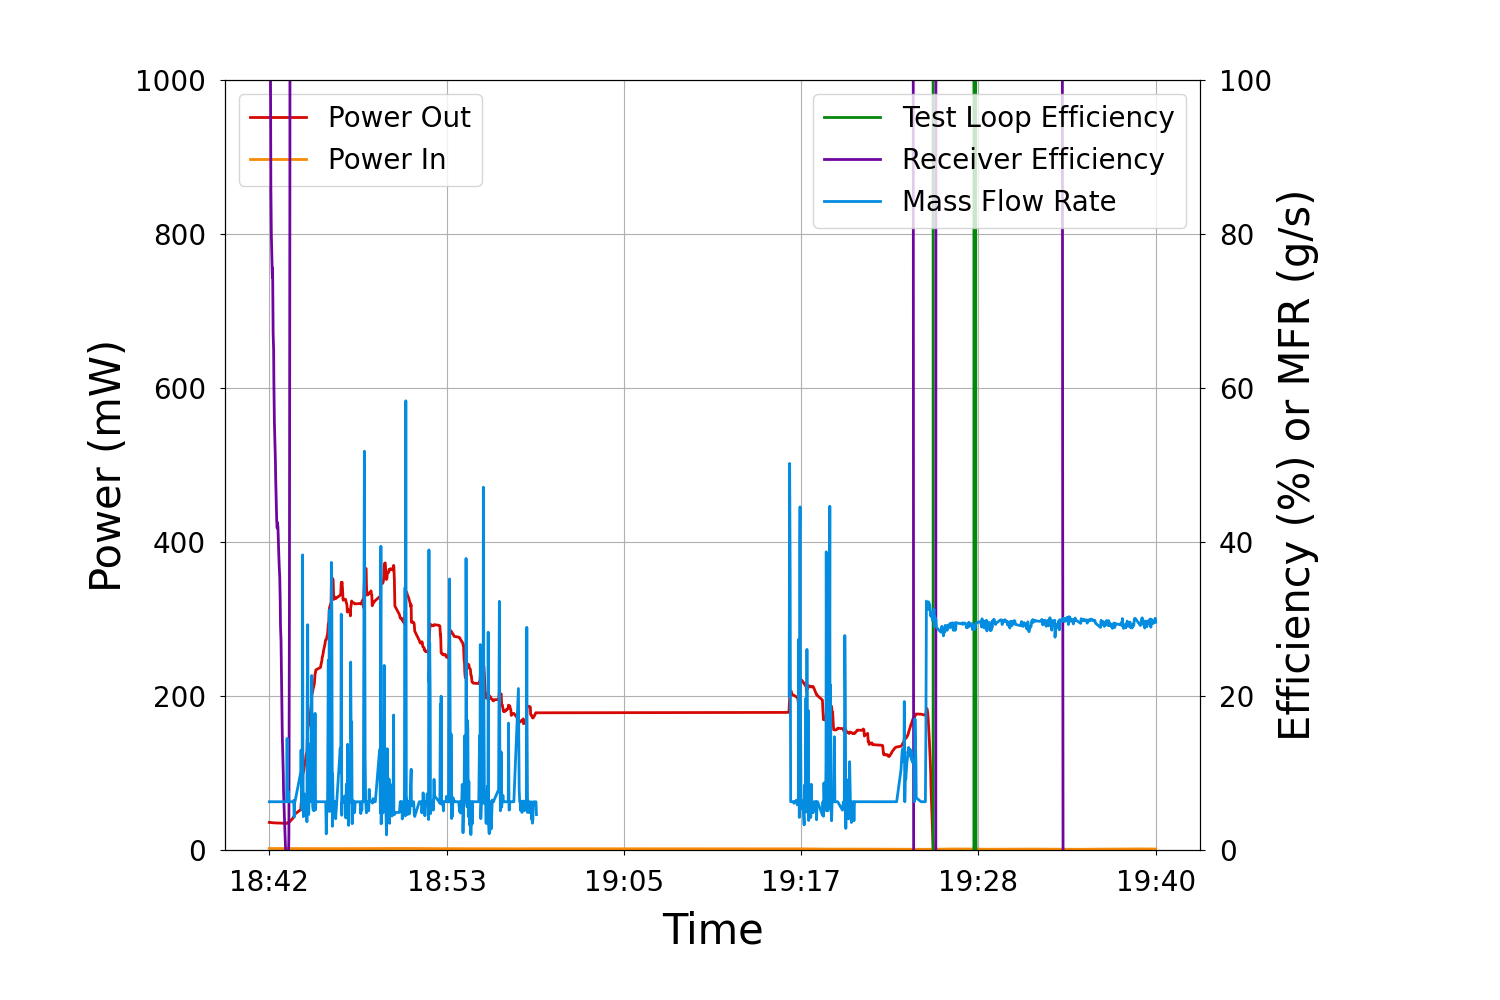 1000
800
600
400
200
0
Power (mW)
Power Out
Power In
Test Loop Efficiency
Receiver Efficiency
Mass Flow Rate
100
80
60
40
20
0
Efficiency (%) or MFR (g/s)
18:42 18:53 19:05 19:17 19:28 19:40
Time